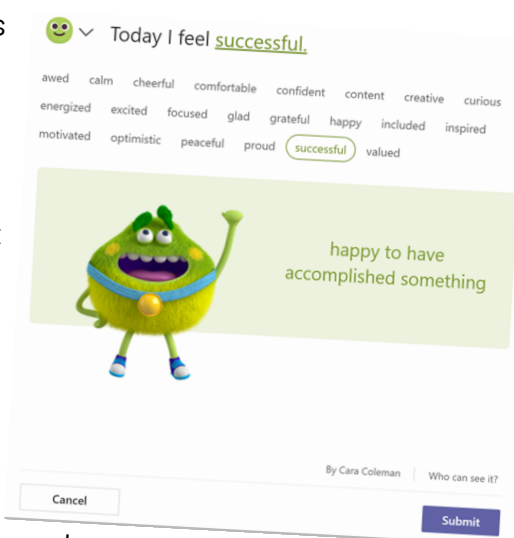 Today I feel successful.
awed calm cheerful comfortable confident content creative curious
energized excited focused glad grateful happy included inspired
motivated optimistic peaceful proud successful valued
happy to have
accomplished something
By Cara Coleman Who can see it?
Cancel Submit